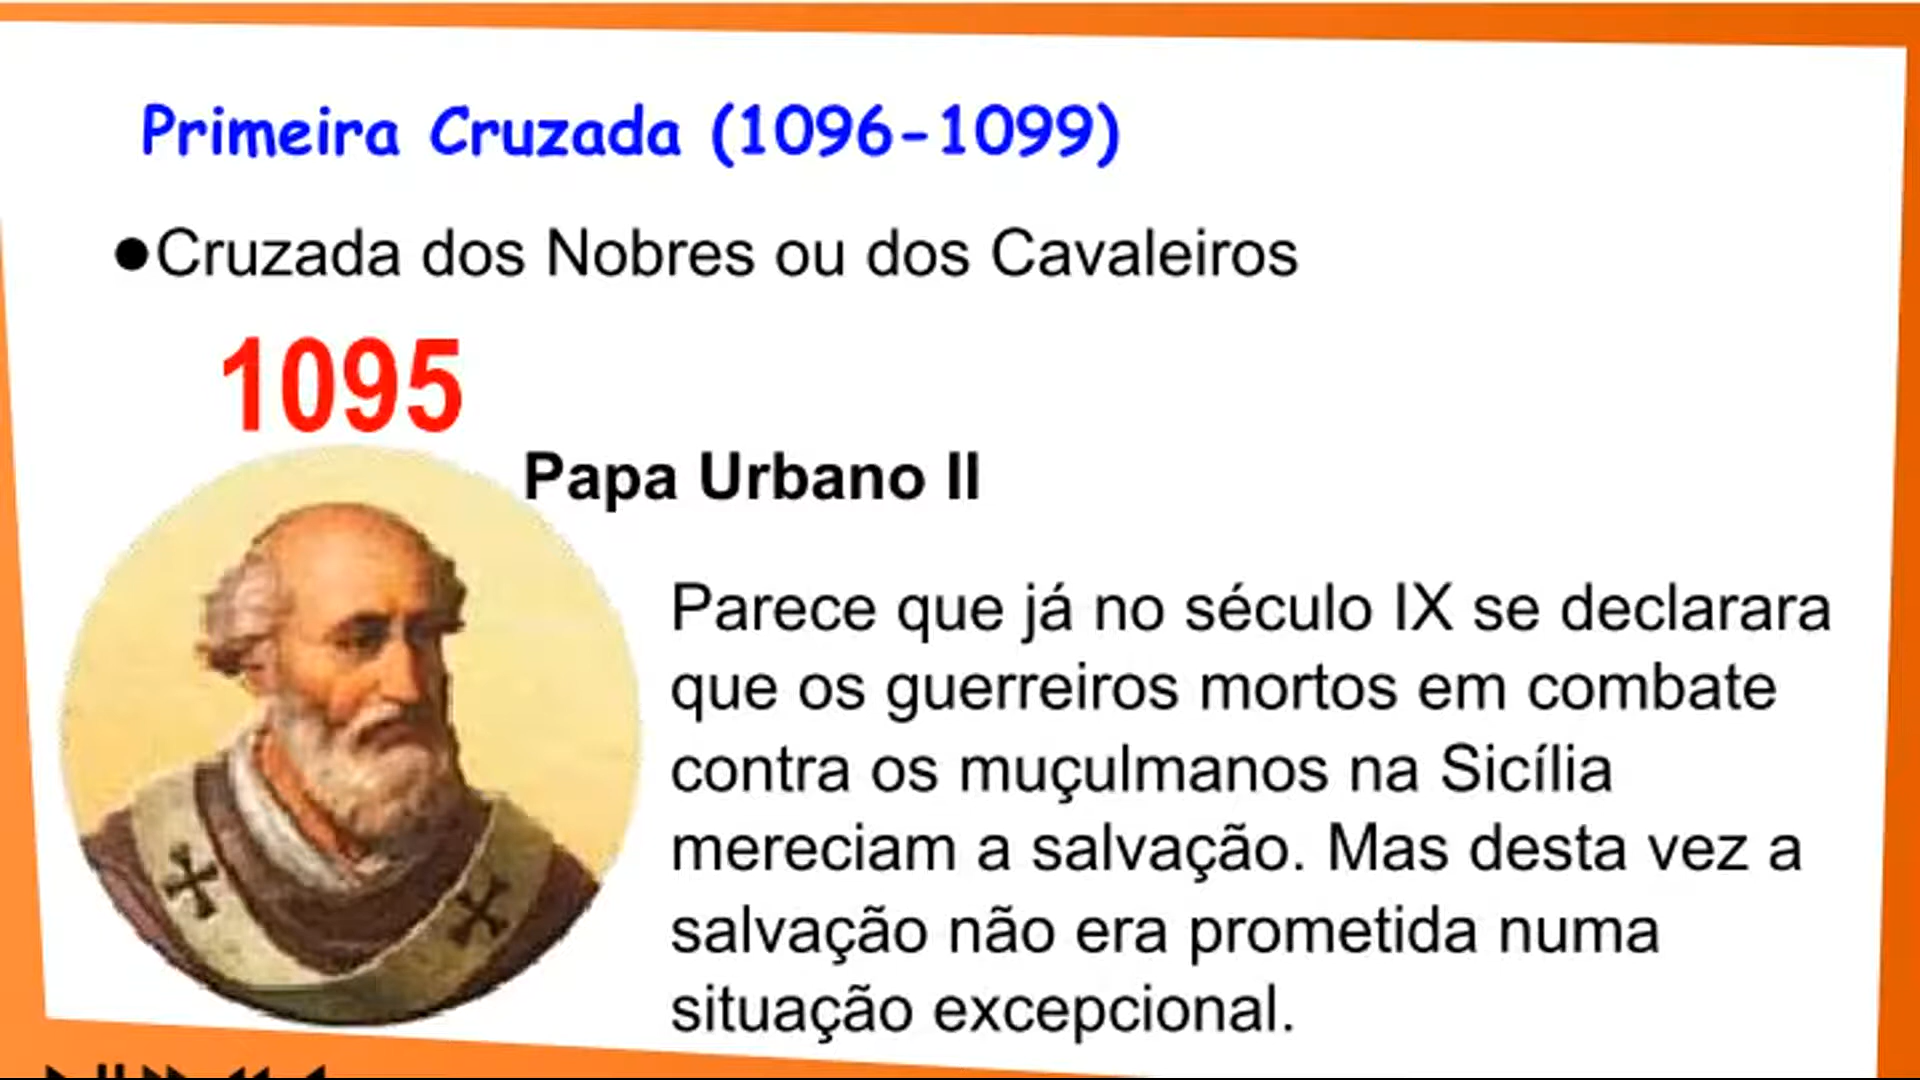 Primeira Cruzada (1096-1099)
●Cruzada dos Nobres ou dos Cavaleiros
1095
Papa Urbano II
Parece que já no século IX se declarara
que os guerreiros mortos em combate
contra os muçulmanos na Sicília
mereciam a salvação. Mas desta vez a
salvação não era prometida numa
situação excepcional.